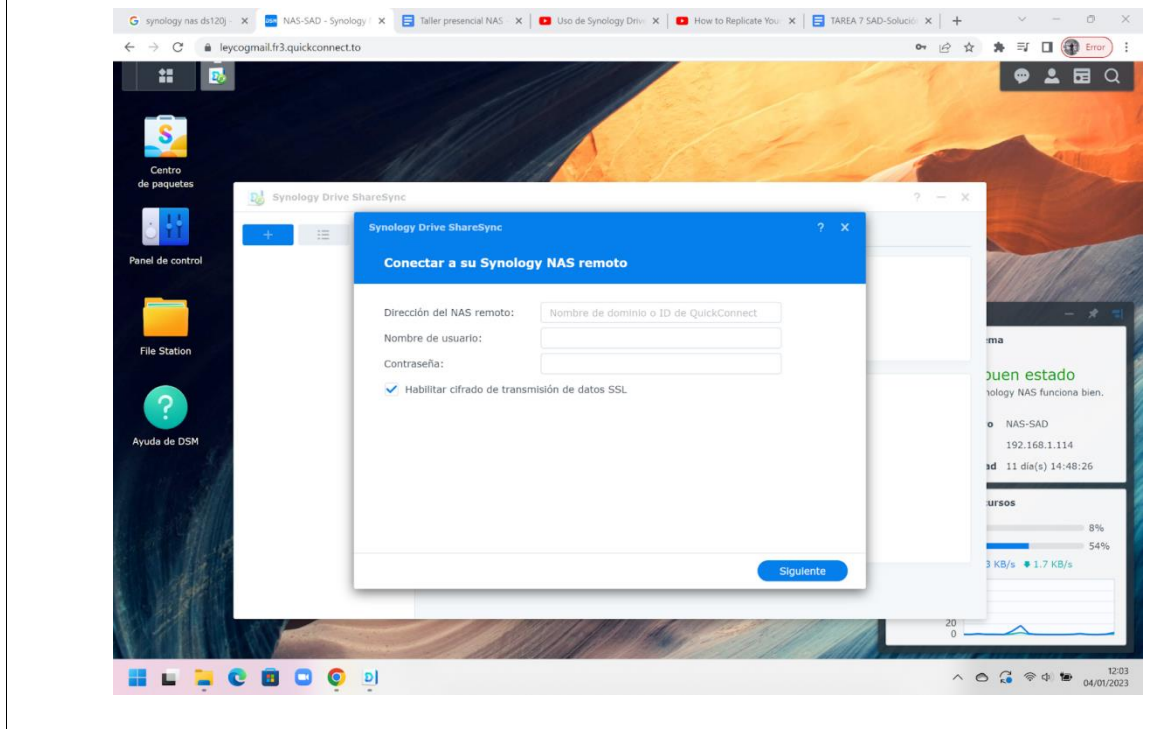 synology nas ds120j -
NAS-SAD - Synology
Taller presencial NAS -
Uso de Synology Driv
How to Replicate You
TAREA 7 SAD-Solució
leycogmail.fr3.quickconnect.to
Error
Centro
de paquetes
Panel de control
File Station
Ayuda de DSM
Synology Drive ShareSync
Synology Drive ShareSync
Conectar a su Synology NAS remoto
Dirección del NAS remoto:
Nombre de dominio o ID de QuickConnect
Nombre de usuario:
Contraseña:
Habilitar cifrado de transmisión de datos SSL
Siguiente
ema
buen estado
nology NAS funciona bien.
o NAS-SAD
192.168.1.114
ad 11 día(s) 14:48:26
cursos
8%
54%
3 KB/s 1.7 KB/s
20
0
12:03
04/01/2023